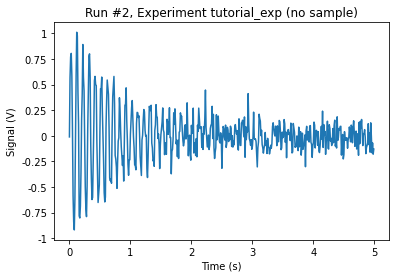 Run #2, Experiment tutorial_exp (no sample)
1
0.75
0.5
0.25
0
-0.25
-0.5
-0.75
-1
Signal (V)
0 1 2 3 4 5
Time (s)